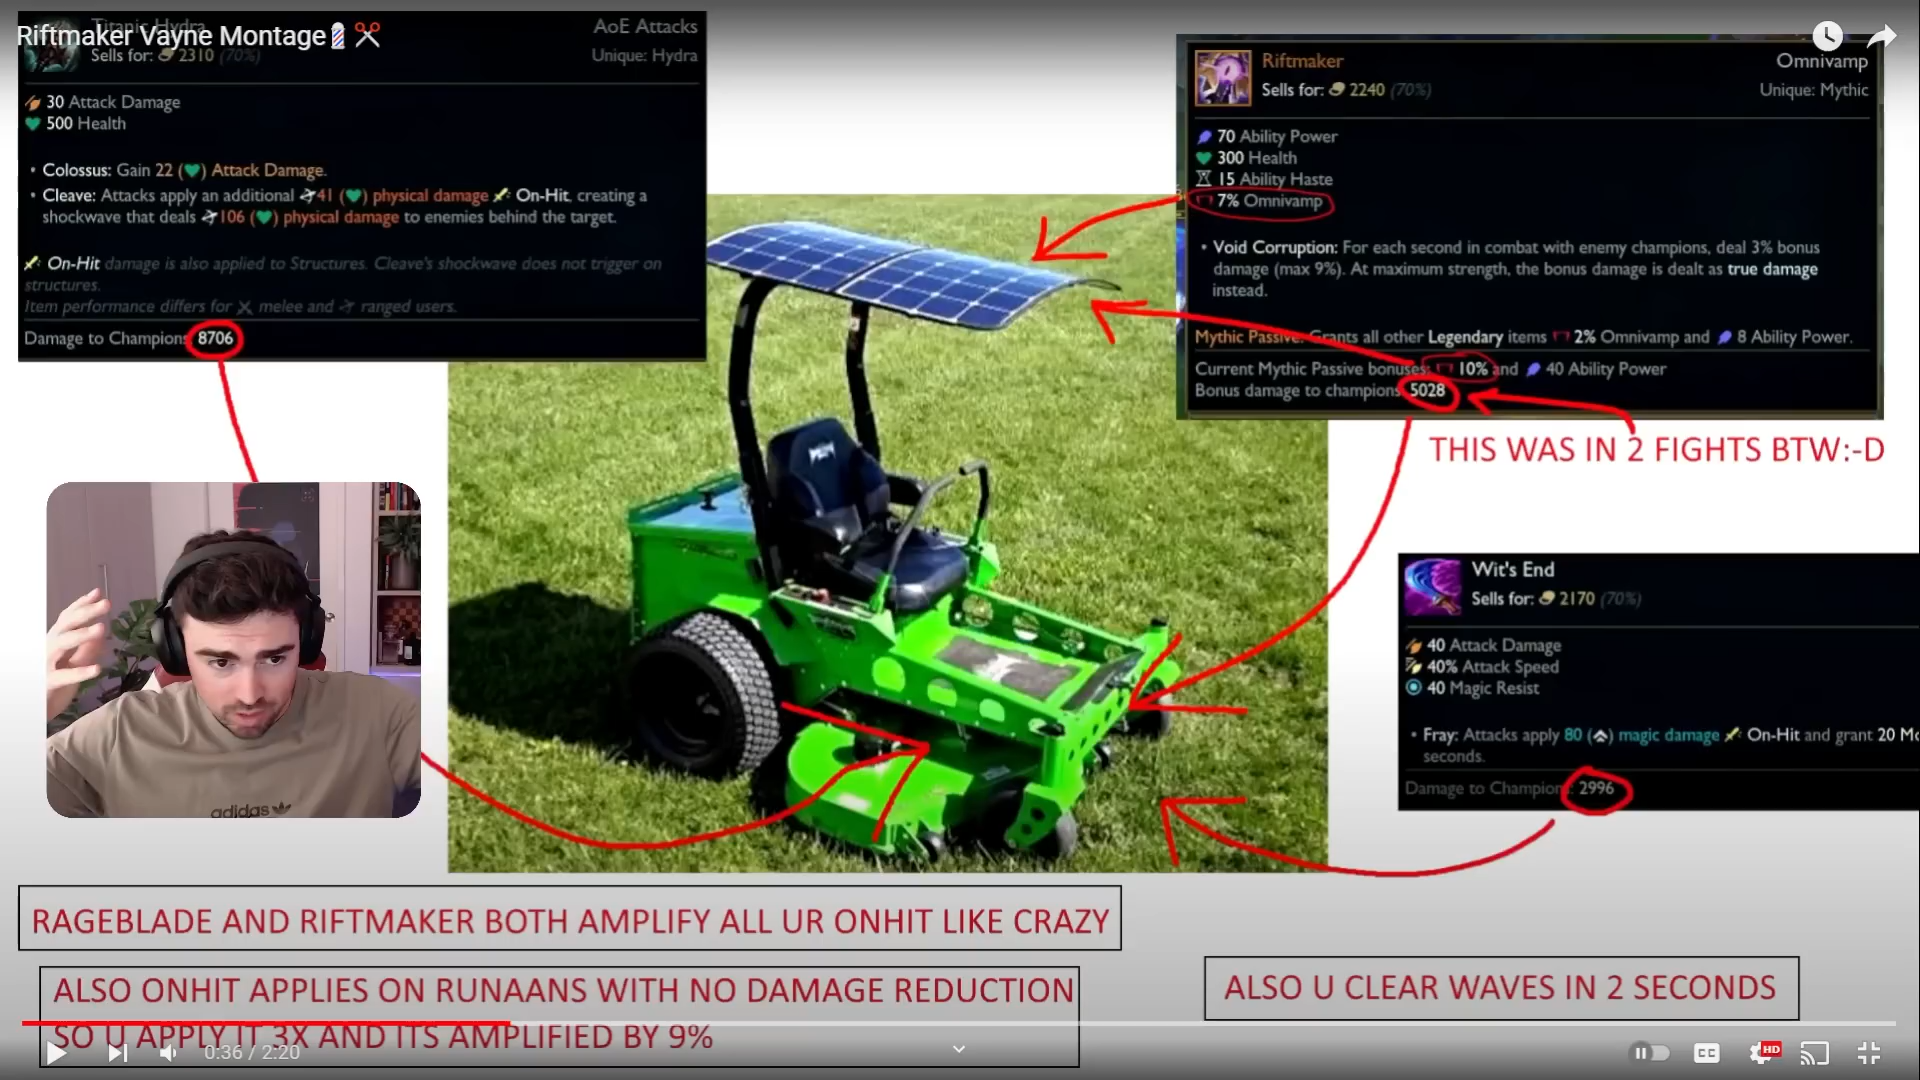 Riftmaker Vayne Montage
Titanic Hydra
AoE Attacks
Sells for: 2310 (70%)
Unique: Hydra
30 Attack Damage
500 Health
• Colossus: Gain 22 () Attack Damage.
• Cleave: Attacks apply an additional 41 () physical damage On-Hit, creating a
shockwave that deals 106 () physical damage to enemies behind the target.
On-Hit damage is also applied to Structures. Cleave's shockwave does not trigger on
structures.
Item performance differs for melee and ranged users.
Damage to Champions 8706
Riftmaker
Omnivamp
Sells for: 2240 (70%)
Unique: Mythic
70 Ability Power
300 Health
15 Ability Haste
7% Omnivamp
• Void Corruption: For each second in combat with enemy champions, deal 3% bonus
damage (max 9%). At maximum strength, the bonus damage is dealt as true damage
instead.
Mythic Passive: Grants all other Legendary items 2% Omnivamp and 8 Ability Power.
Current Mythic Passive bonuses: 10% and 40 Ability Power
Bonus damage to champions 5028
THIS WAS IN 2 FIGHTS BTW:-D
Wit's End
Sells for: 2170 (70%)
40 Attack Damage
40% Attack Speed
40 Magic Resist
• Fray: Attacks apply 80 () magic damage On-Hit and grant 20 Mo
seconds.
Damage to Champion: 2996
adidas
RAGEBLADE AND RIFTMAKER BOTH AMPLIFY ALL UR ONHIT LIKE CRAZY
ALSO ONHIT APPLIES ON RUNAANS WITH NO DAMAGE REDUCTION
SO U APPLY IT 3X AND ITS AMPLIFIED BY 9%
ALSO U CLEAR WAVES IN 2 SECONDS
0:36 / 2:20
CC
HD